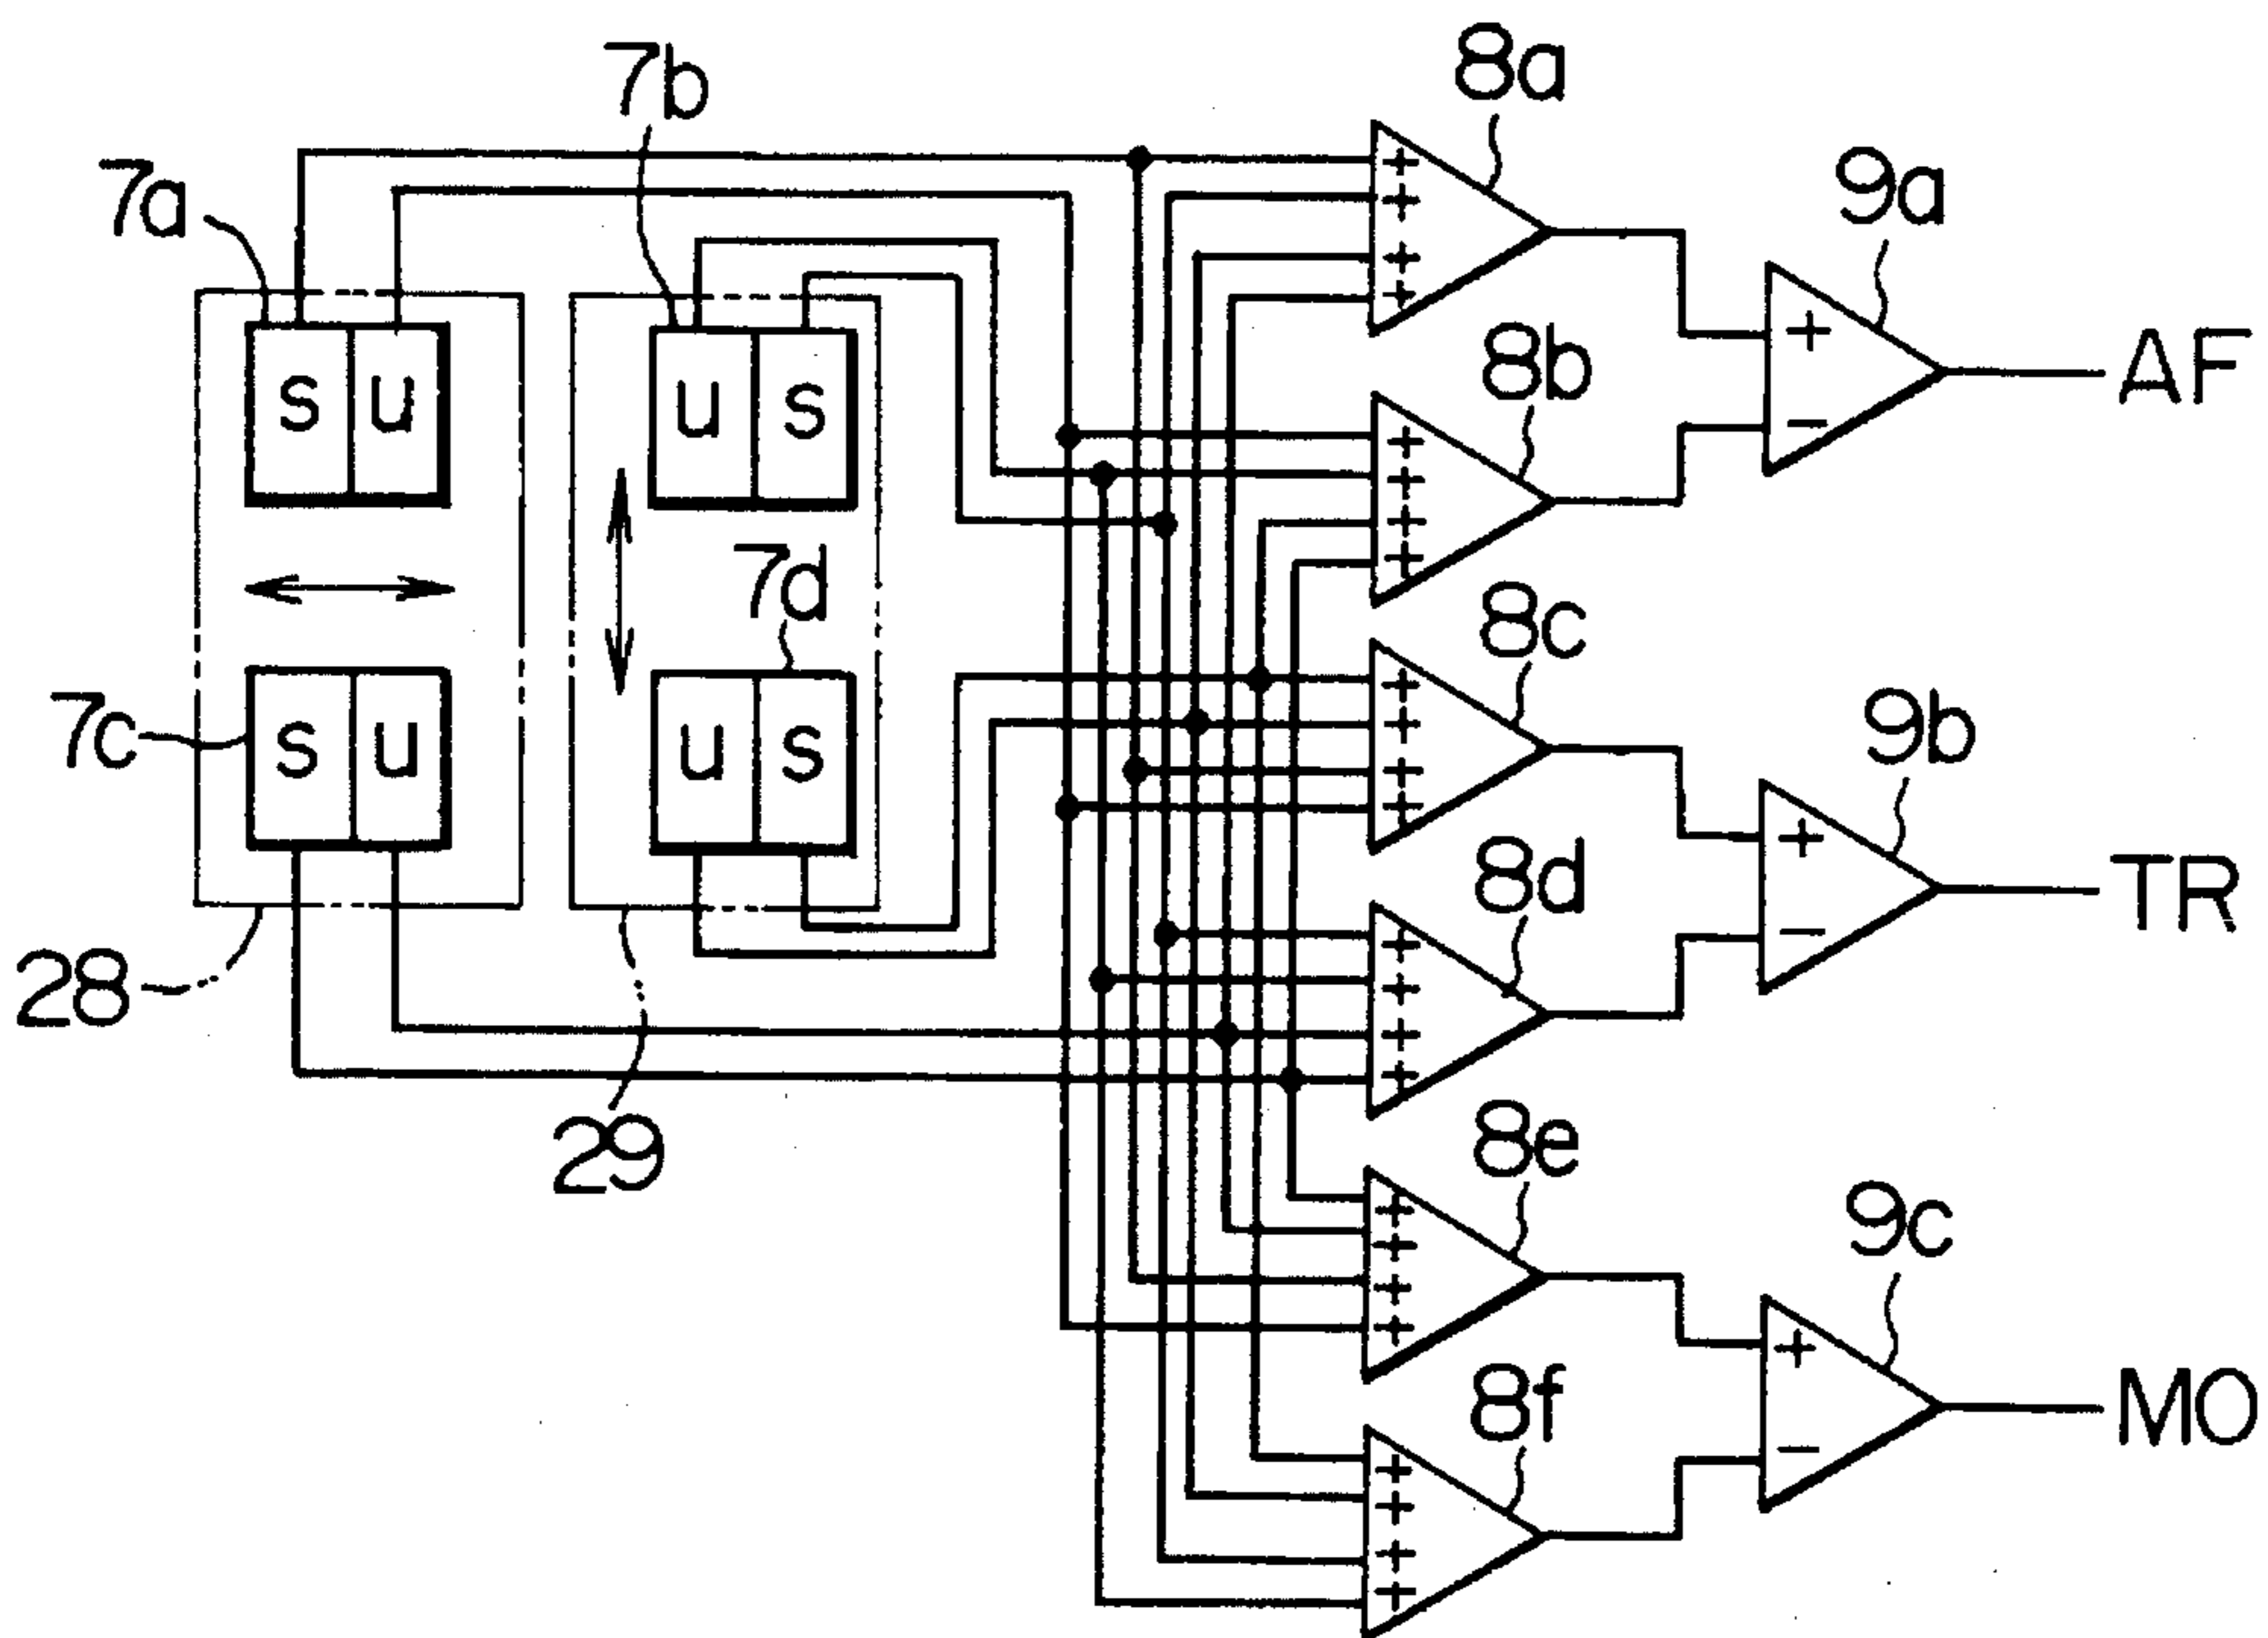 7b
8a
7a
9a
+
+
+
+
s u
u s
8b
+
−
AF
+
+
+
+
7d
8c
7c
s u
u s
+
+
+
+
9b
+
−
TR
8d
28
+
+
+
+
29
8e
+
+
+
+
9c
+
−
MO
8f
+
+
+
+